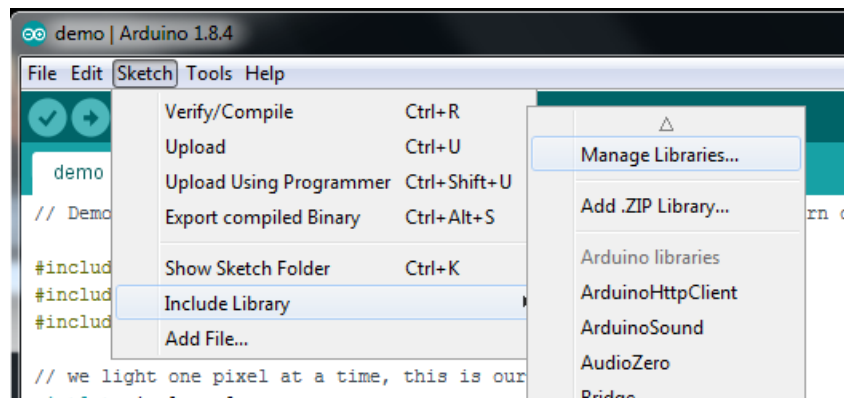 demo | Arduino 1.8.4
File Edit Sketch Tools Help
Verify/Compile Ctrl+R
Upload Ctrl+U
Upload Using Programmer Ctrl+Shift+U
Export compiled Binary Ctrl+Alt+S
Show Sketch Folder Ctrl+K
Include Library
Add File...
Manage Libraries...
Add .ZIP Library...
Arduino libraries
ArduinoHttpClient
ArduinoSound
AudioZero
Bridge
demo
// Demo
#includ
#includ
#includ
// we light one pixel at a time, this is our